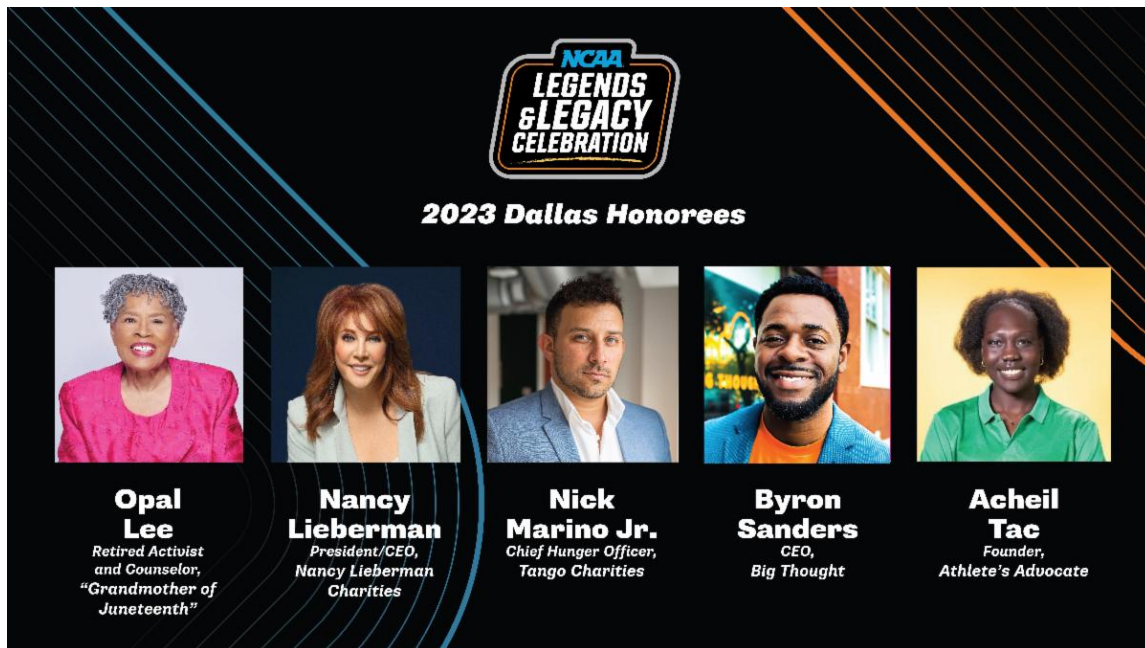 NCAA
LEGENDS
& LEGACY
CELEBRATION
2023 Dallas Honorees
Opal
Lee
Retired Activist
and Counselor,
“Grandmother of
Juneteenth”
Nancy
Lieberman
President/CEO,
Nancy Lieberman
Charities
Nick
Marino Jr.
Chief Hunger Officer,
Tango Charities
Byron
Sanders
CEO,
Big Thought
Acheil
Tac
Founder,
Athlete’s Advocate